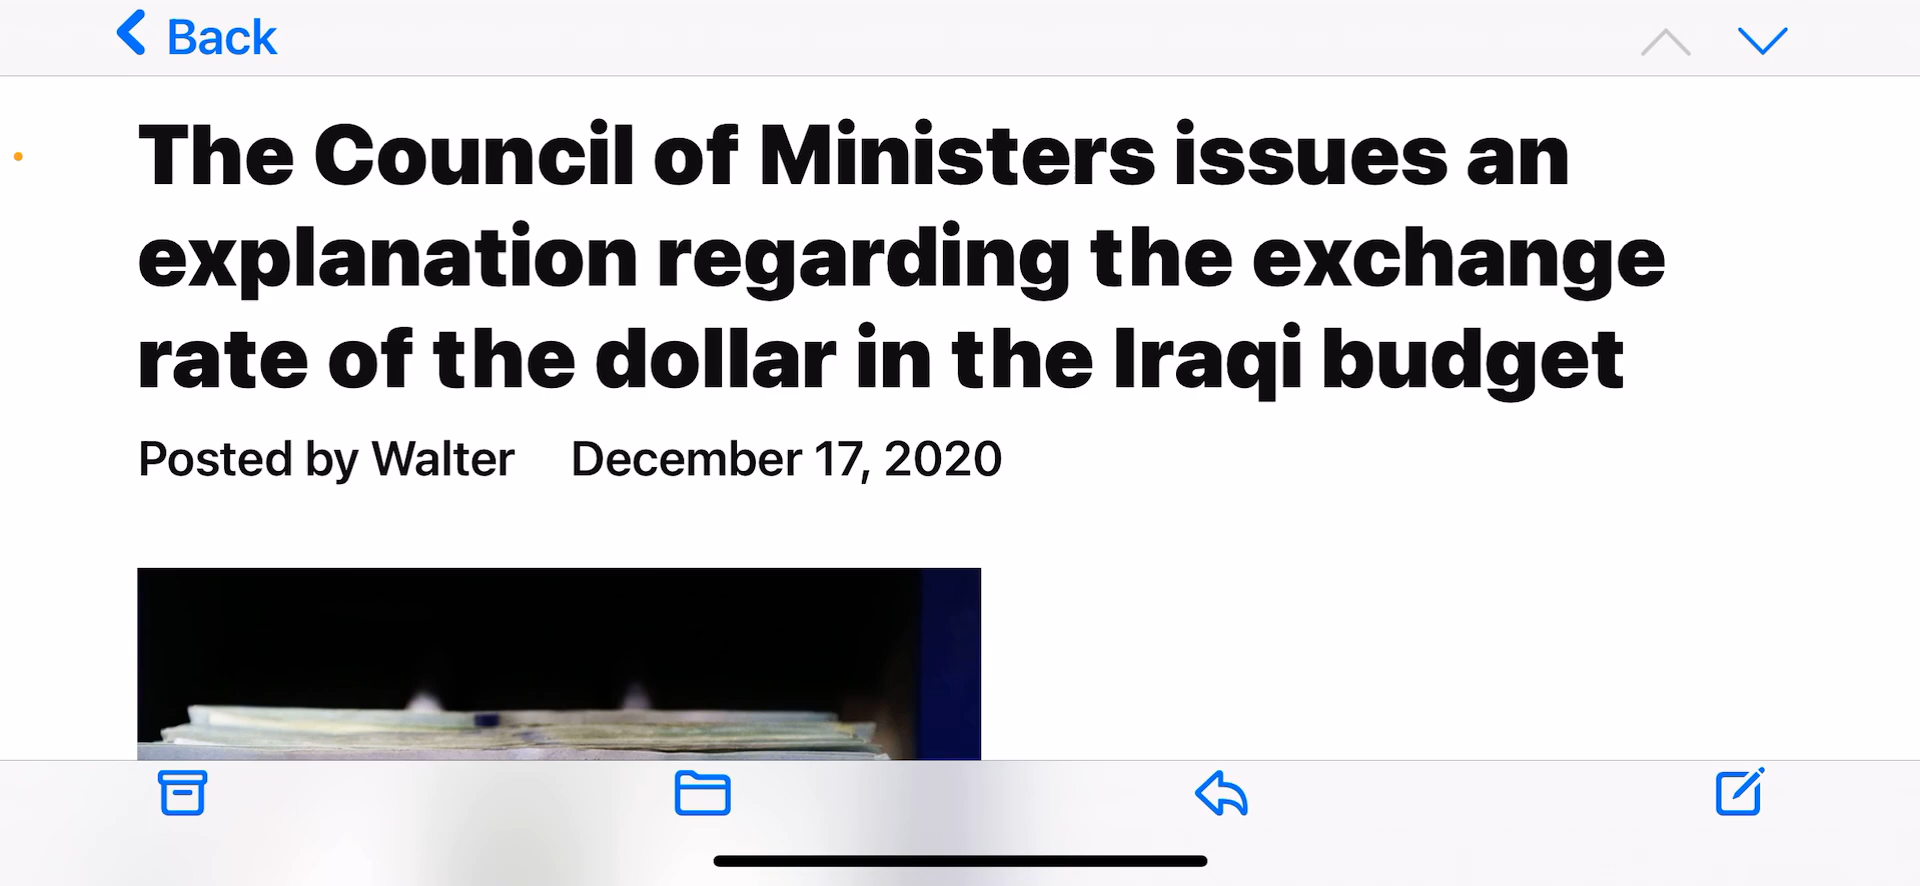 Back
The Council of Ministers issues an
explanation regarding the exchange
rate of the dollar in the Iraqi budget
Posted by Walter December 17, 2020